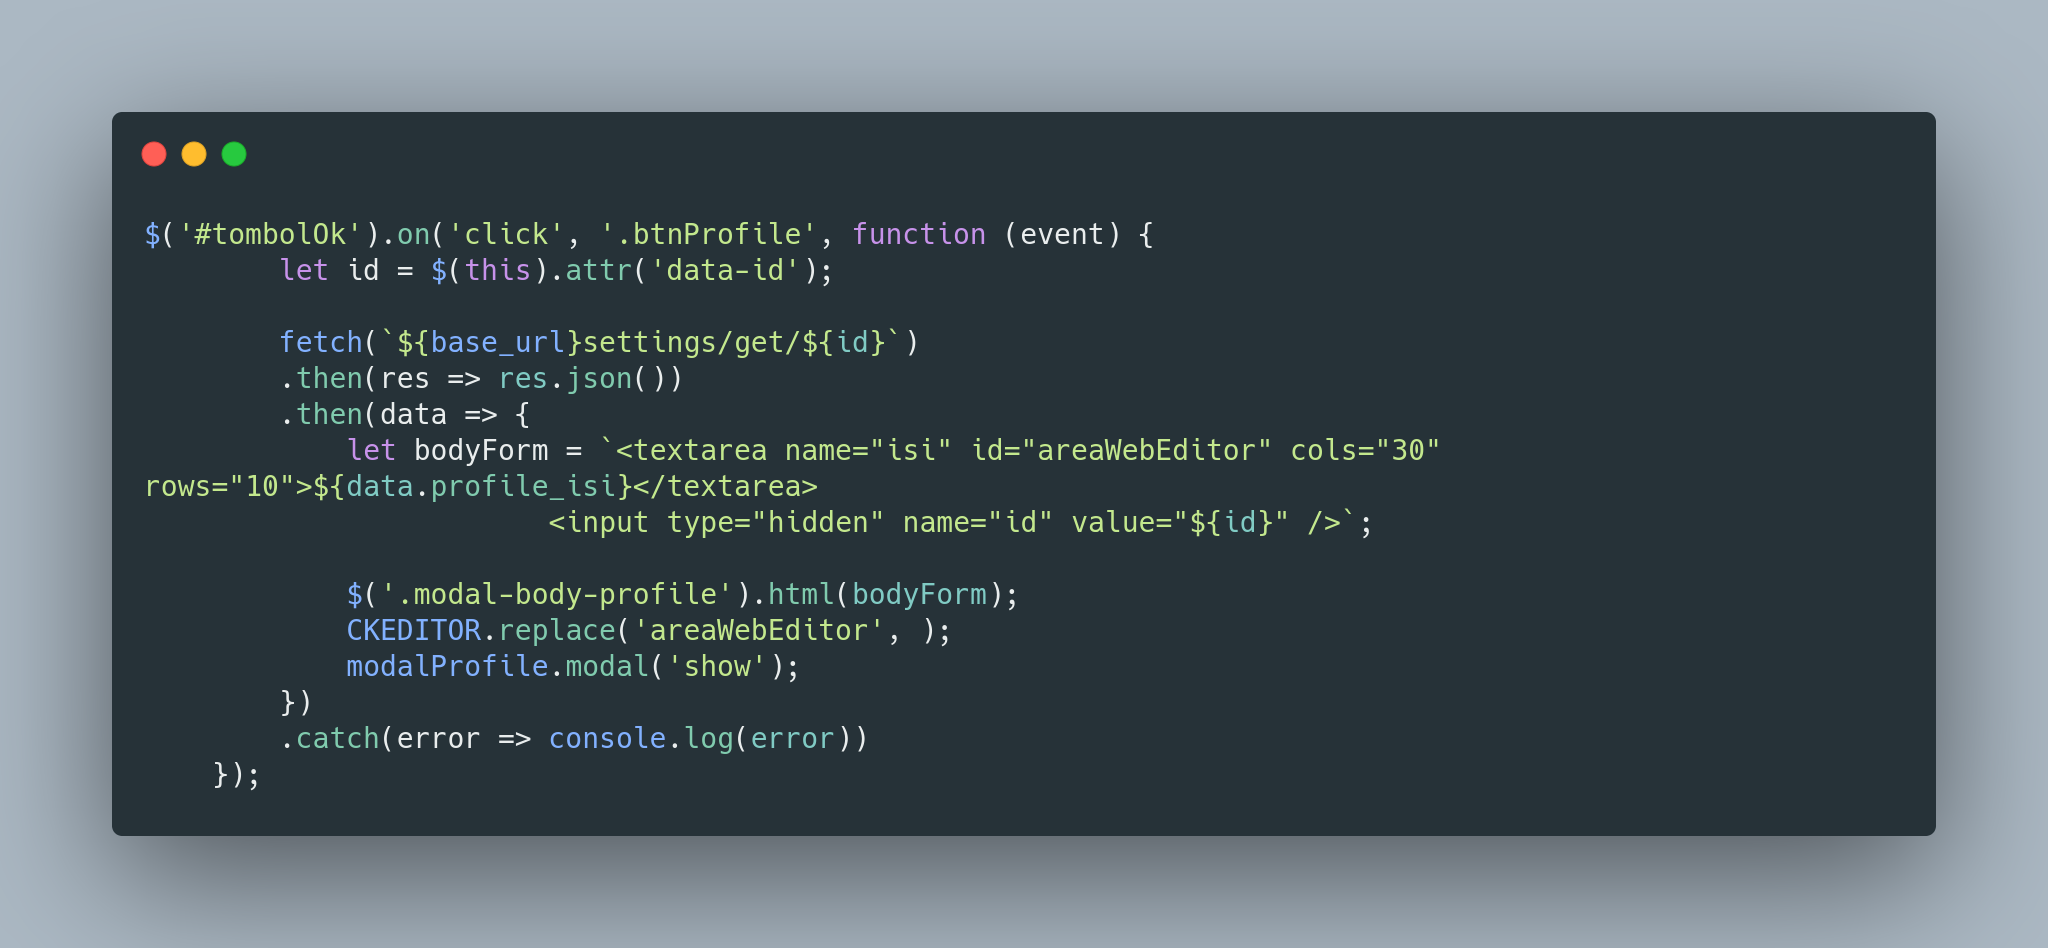 $('#tombolOk').on('click', '.btnProfile', function (event) {
        let id = $(this).attr('data-id');

        fetch(`${base_url}settings/get/${id}`)
        .then(res => res.json())
        .then(data => {
            let bodyForm = `<textarea name="isi" id="areaWebEditor" cols="30"
rows="10">${data.profile_isi}</textarea>
                        <input type="hidden" name="id" value="${id}" />`;

            $('.modal-body-profile').html(bodyForm);
            CKEDITOR.replace('areaWebEditor', );
            modalProfile.modal('show');
        })
        .catch(error => console.log(error))
    });